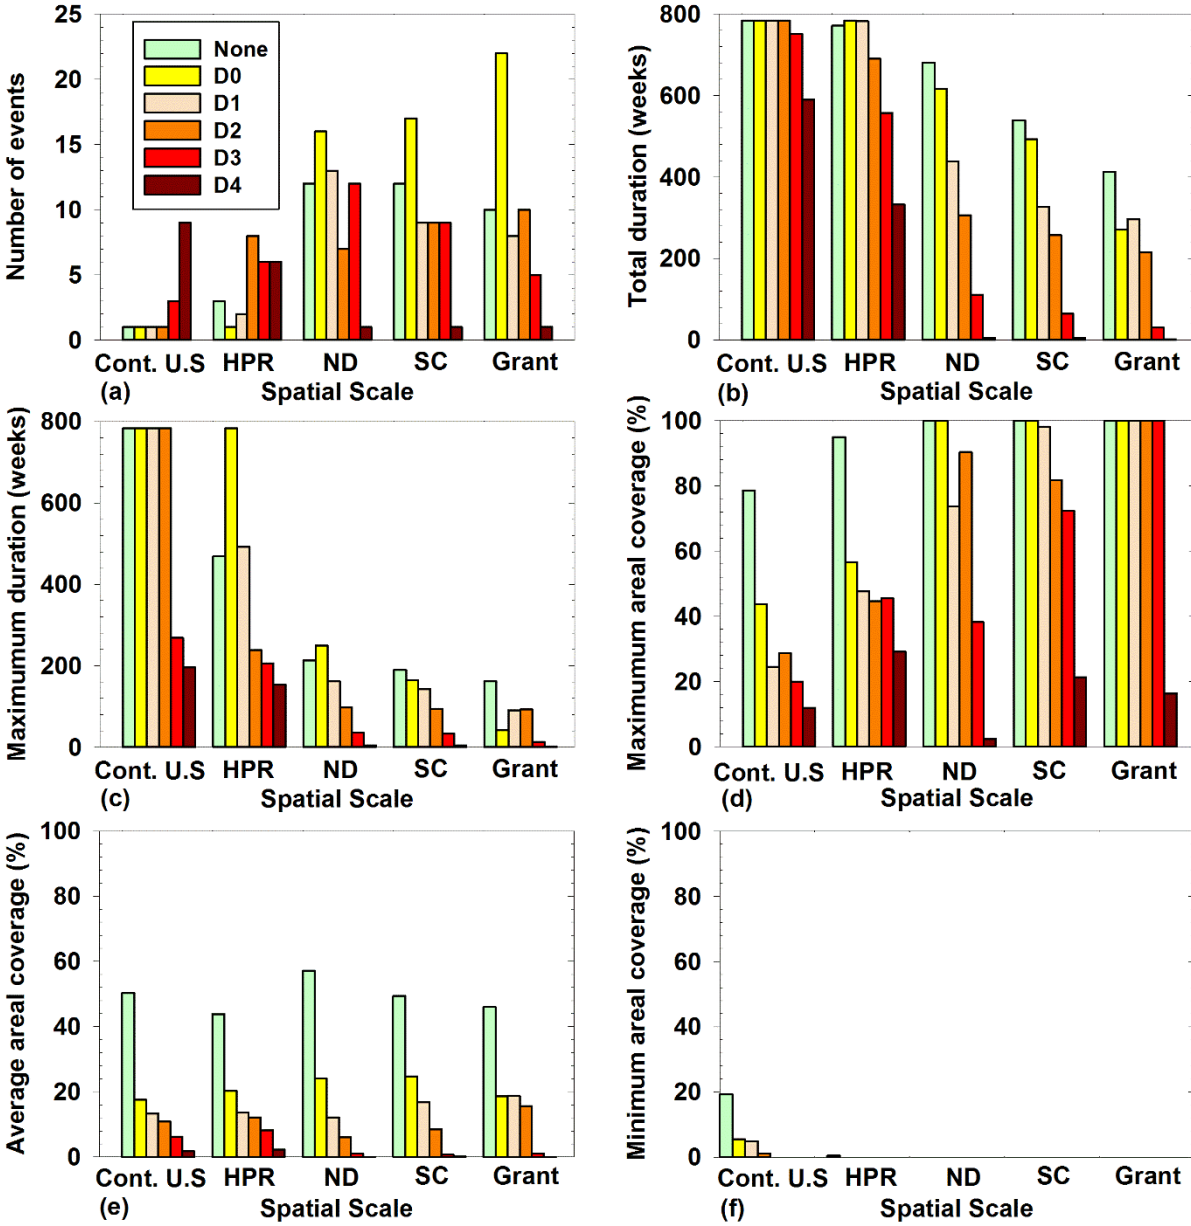 Number of events
25
20
15
10
5
0
None
D0
D1
D2
D3
D4
Cont. U.S HPR ND SC Grant
(a) Spatial Scale
Total duration (weeks)
800
600
400
200
0
Cont. U.S HPR ND SC Grant
(b) Spatial Scale
Maximumum duration (weeks)
800
600
400
200
0
Cont. U.S HPR ND SC Grant
(c) Spatial Scale
Maximum areal coverage (%)
100
80
60
40
20
0
Cont. U.S HPR ND SC Grant
(d) Spatial Scale
Average areal coverage (%)
100
80
60
40
20
0
Cont. U.S HPR ND SC Grant
(e) Spatial Scale
Minimum areal coverage (%)
100
80
60
40
20
0
Cont. U.S HPR ND SC Grant
(f) Spatial Scale